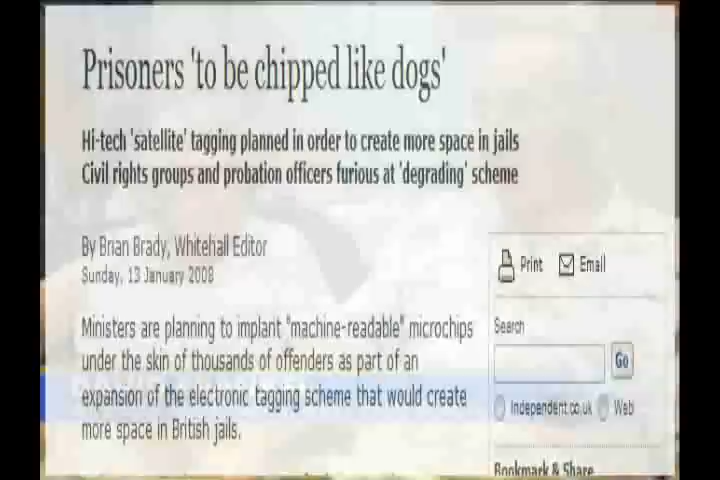 Prisoners 'to be chipped like dogs'
Hi-tech 'satellite' tagging planned in order to create more space in jails
Civil rights groups and probation officers furious at 'degrading' scheme
By Brian Brady, Whitehall Editor
Sunday, 13 January 2008
Print Email
Ministers are planning to implant "machine-readable" microchips
under the skin of thousands of offenders as part of an
expansion of the electronic tagging scheme that would create
more space in British jails.
Search
Go
Independent.co.uk Web
Bookmark & Share